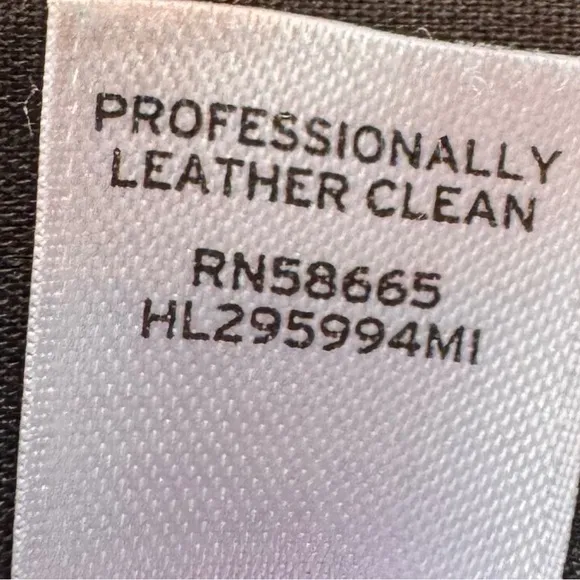 PROFESSIONALLY
LEATHER CLEAN
RN58665
HL295994MI